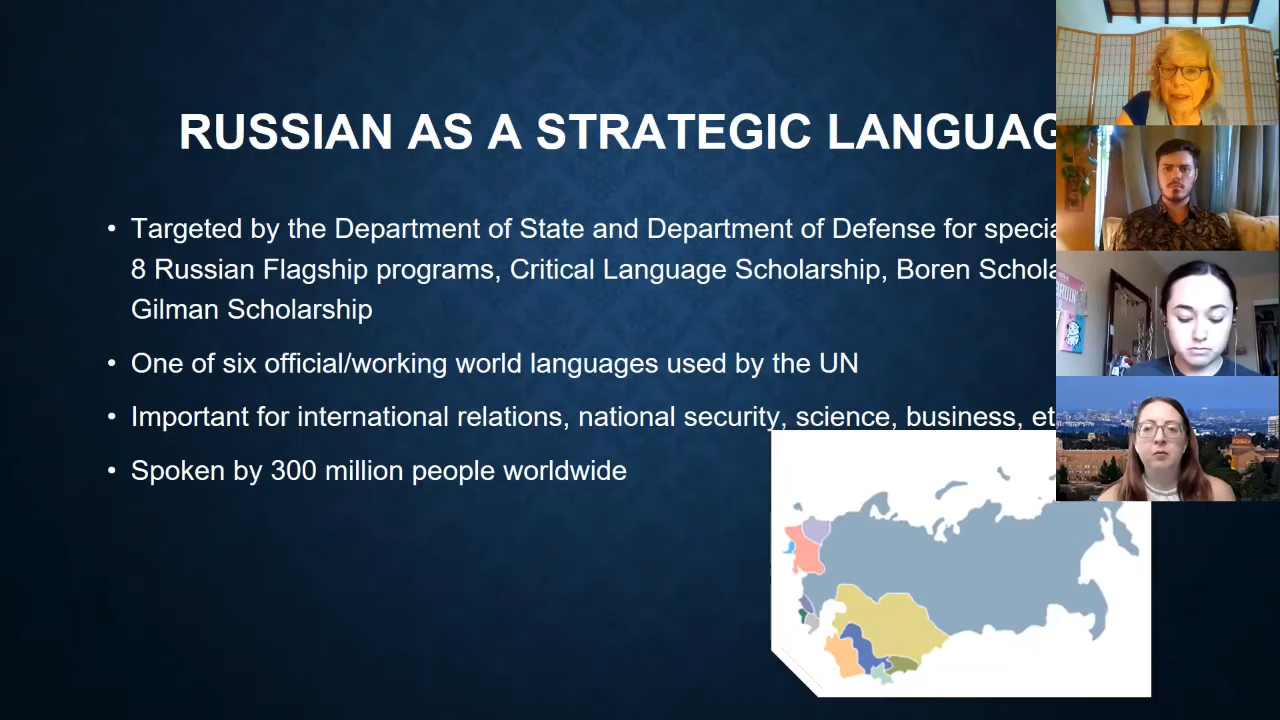 RUSSIAN AS A STRATEGIC LANGUAG
• Targeted by the Department of State and Department of Defense for specia
8 Russian Flagship programs, Critical Language Scholarship, Boren Schola
Gilman Scholarship
• One of six official/working world languages used by the UN
• Important for international relations, national security, science, business, et
• Spoken by 300 million people worldwide